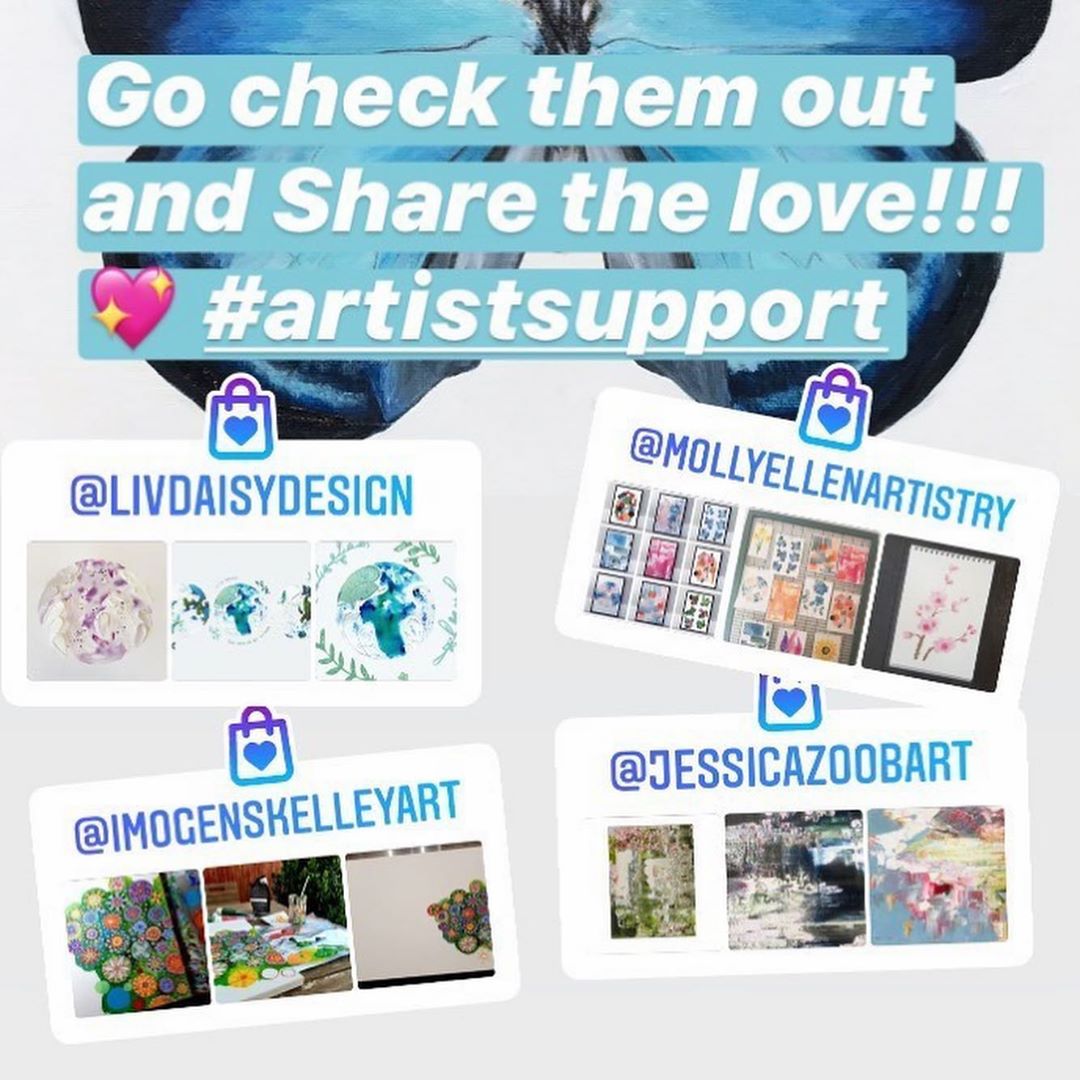 Go check them out
and Share the love!!!
💖 #artistsupport
@LIVDAISYDESIGN
@MOLLYELLENARTISTRY
@IMOGENSKELLEYART
@JESSICAZOOBART